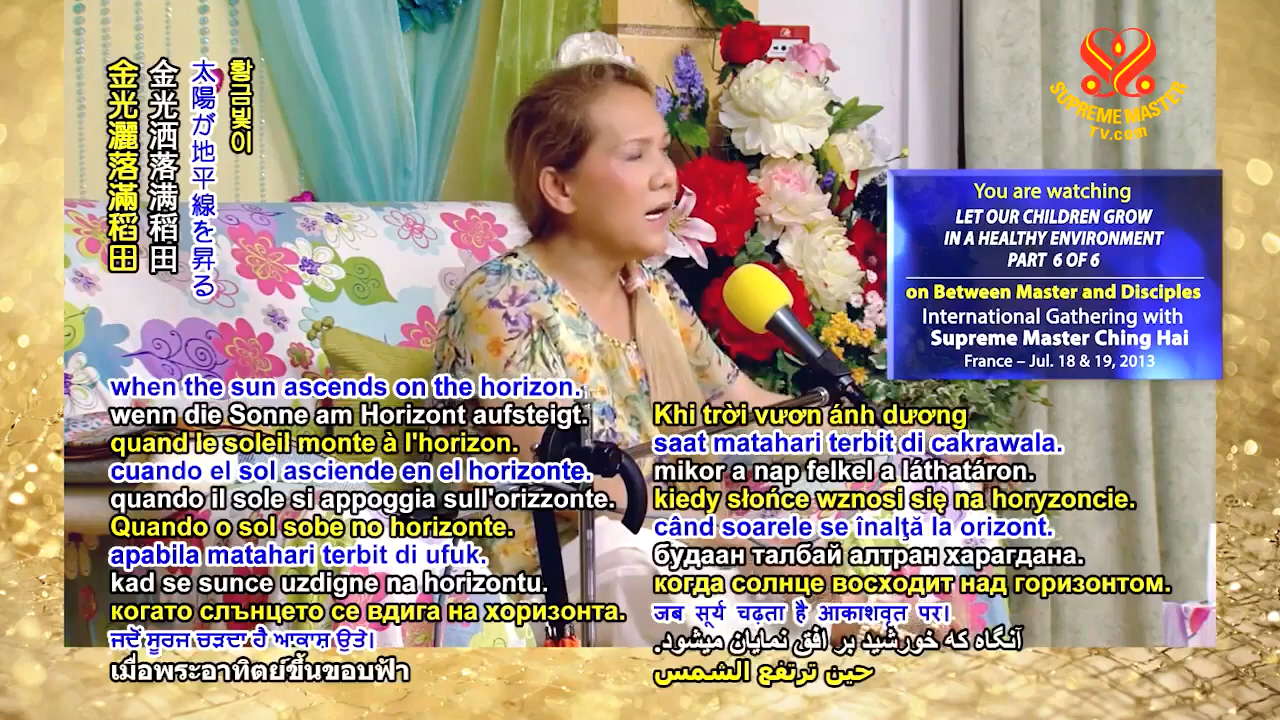 황금빛이
太陽が地平線を昇る
金光洒落满稻田
金光灑落滿稻田
SUPREME MASTER
TV.com
You are watching
LET OUR CHILDREN GROW
IN A HEALTHY ENVIRONMENT
PART 6 OF 6
on Between Master and Disciples
International Gathering with
Supreme Master Ching Hai
France – Jul. 18 & 19, 2013
when the sun ascends on the horizon.
wenn die Sonne am Horizont aufsteigt.
quand le soleil monte à l'horizon.
cuando el sol asciende en el horizonte.
quando il sole si appoggia sull'orizzonte.
Quando o sol sobe no horizonte.
apabila matahari terbit di ufuk.
kad se sunce uzdigne na horizontu.
когато слънцето се вдига на хоризонта.
ਜਦੋਂ ਸੂਰਜ ਚੜਦਾ ਹੈ ਆਕਾਸ਼ ਉਤੇ।
เมื่อพระอาทิตย์ขึ้นขอบฟ้า
Khi trời vươn ánh dương
saat matahari terbit di cakrawala.
mikor a nap felkel a láthatáron.
kiedy słońce wznosi się na horyzoncie.
când soarele se înalţă la orizont.
будаан талбай алтран харагдана.
когда солнце восходит над горизонтом.
जब सूर्य चढ़ता है आकाशवृत पर।
آنگاه که خورشید بر افق نمایان میشود.
حين ترتفع الشمس